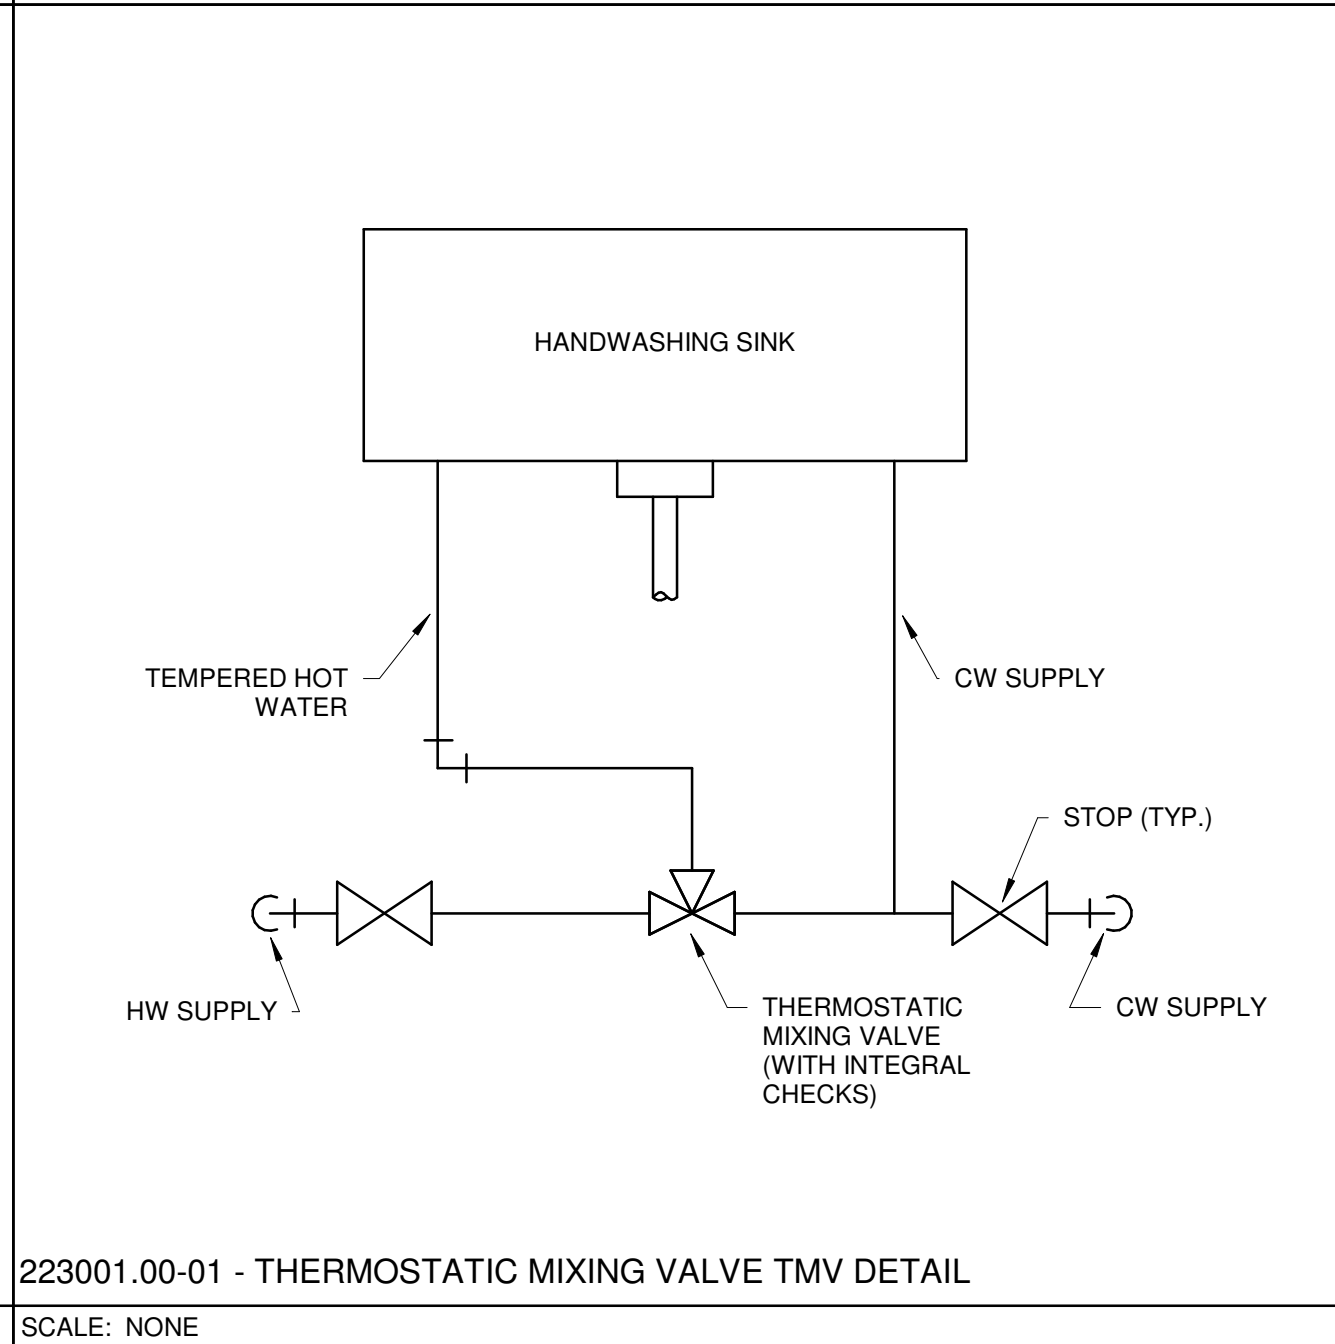 HANDWASHING SINK
TEMPERED HOT
WATER
CW SUPPLY
STOP (TYP.)
HW SUPPLY
THERMOSTATIC
MIXING VALVE
(WITH INTEGRAL
CHECKS)
CW SUPPLY
223001.00-01 - THERMOSTATIC MIXING VALVE TMV DETAIL
SCALE: NONE